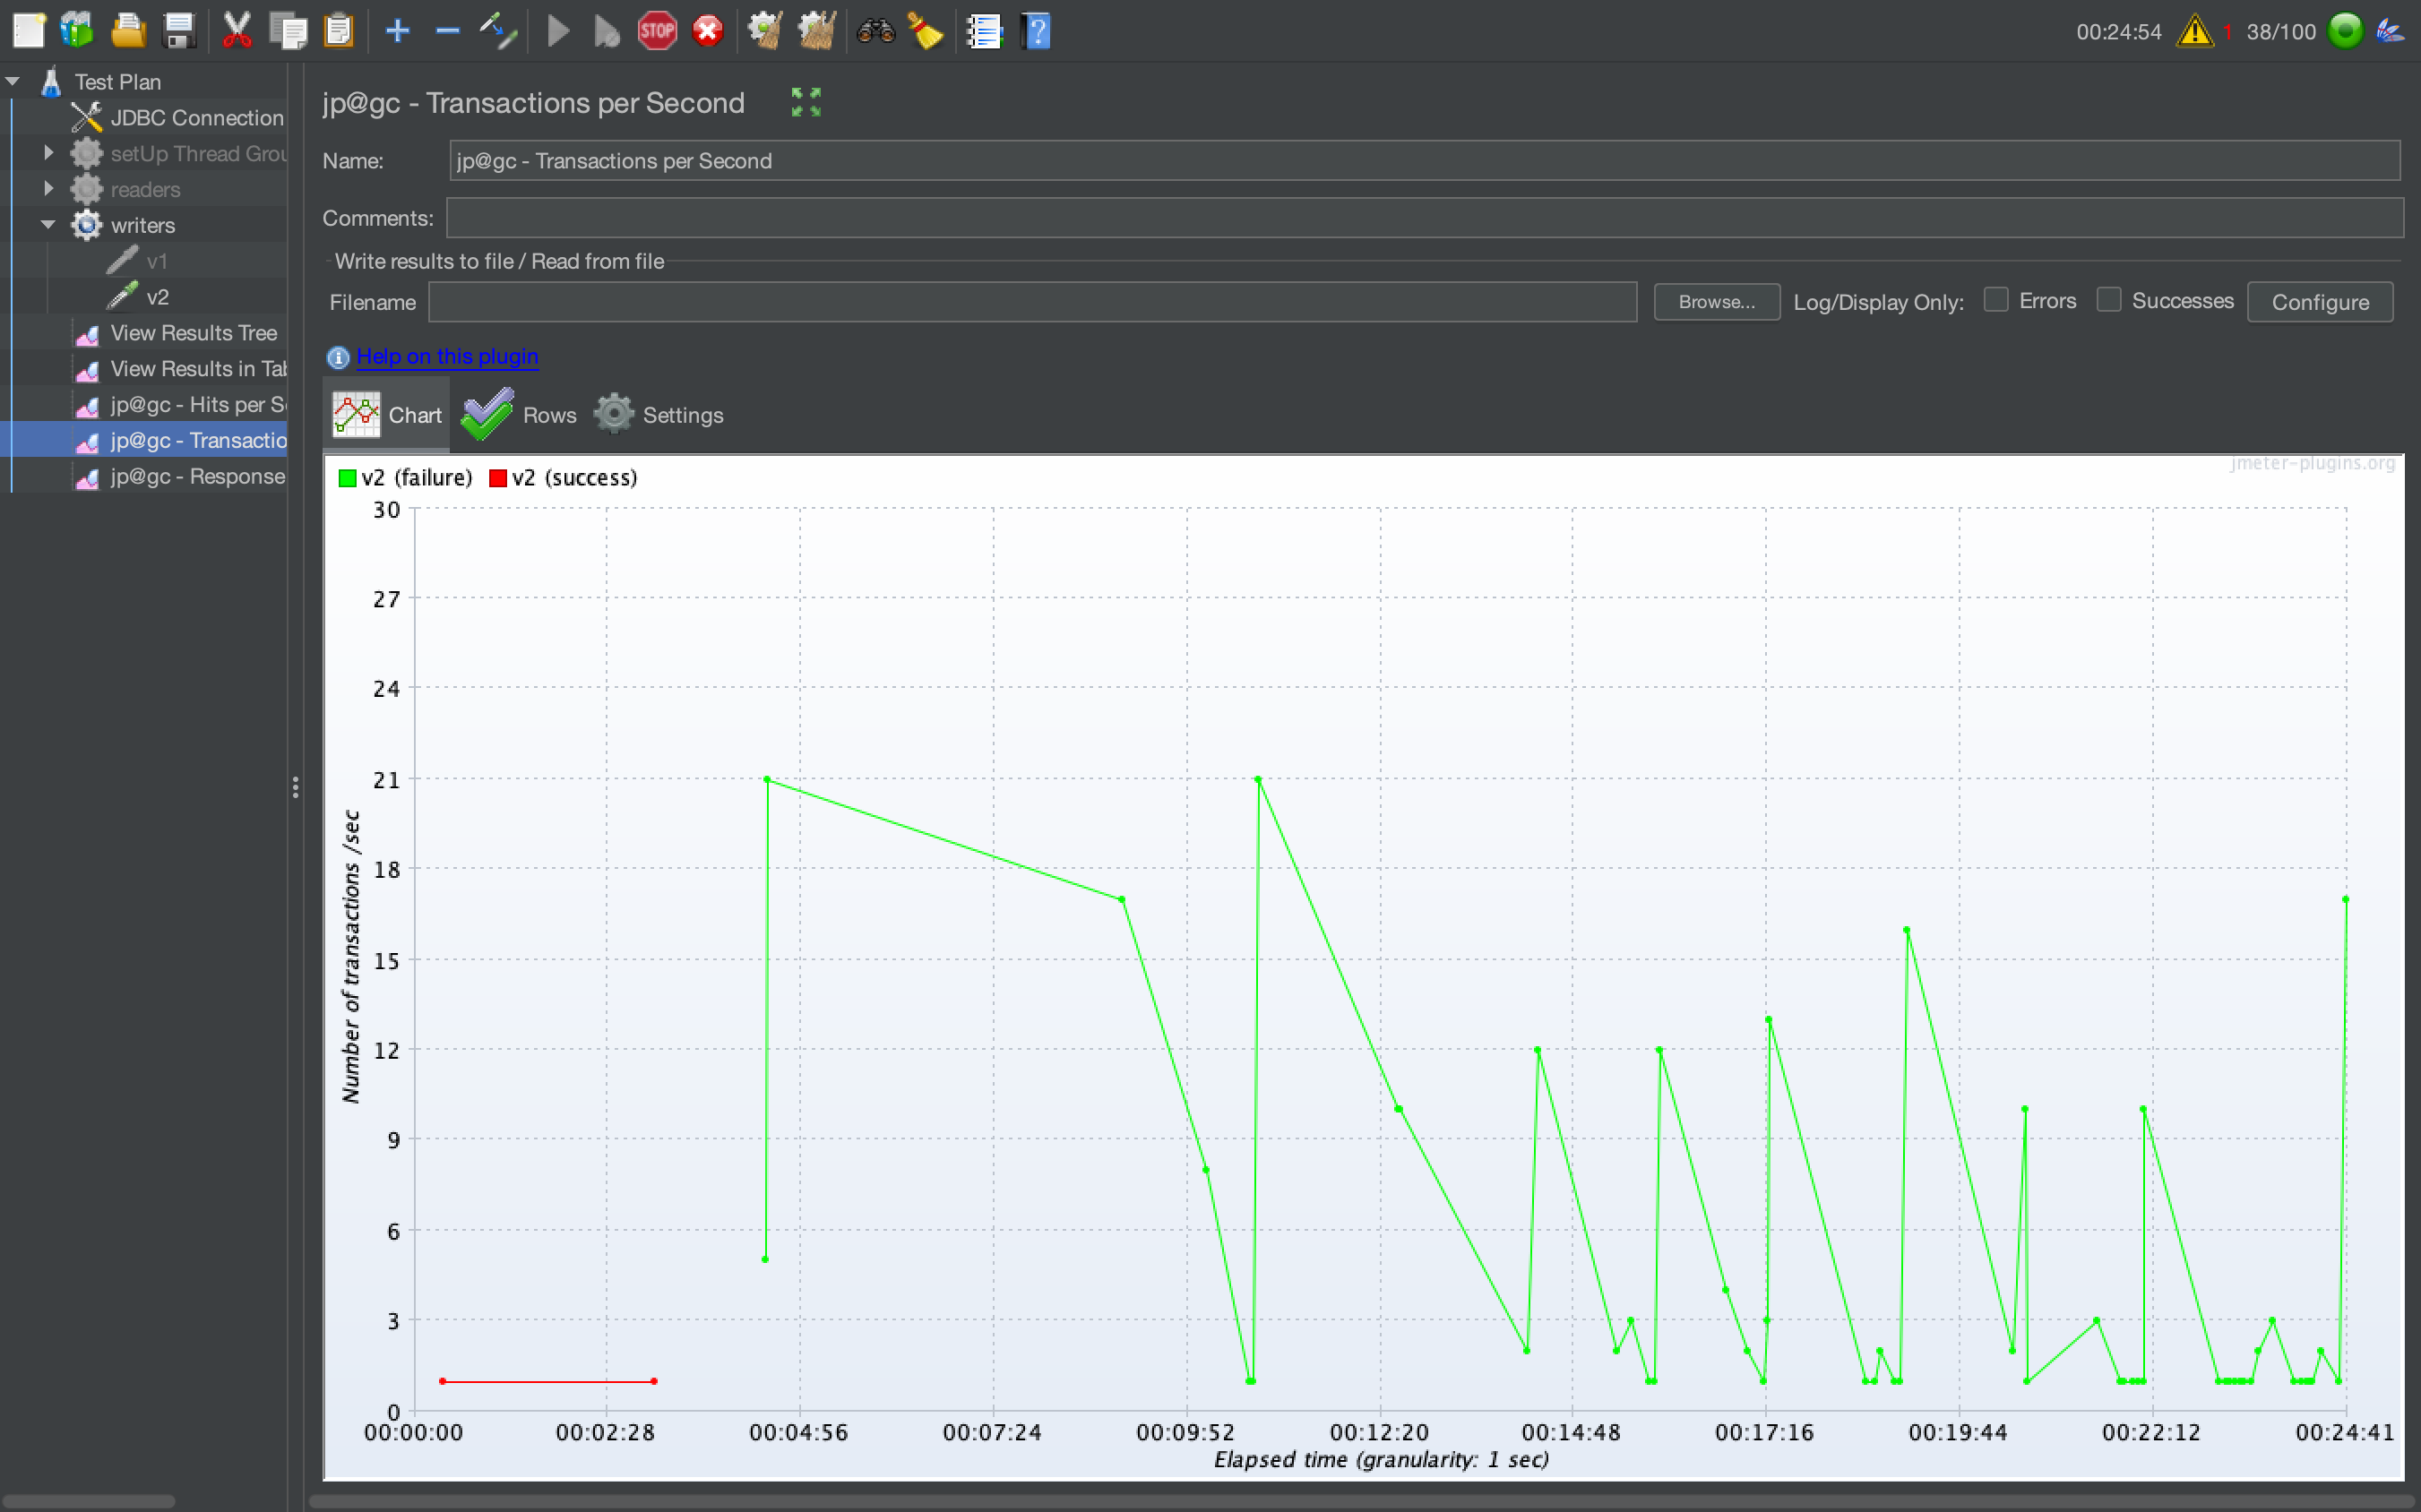 00:24:54 1 38/100
Test Plan
JDBC Connection
setUp Thread Grou
readers
writers
v1
v2
View Results Tree
View Results in Tab
jp@gc - Hits per S
jp@gc - Transactio
jp@gc - Response
STOP
jp@gc - Transactions per Second
Name: jp@gc - Transactions per Second
Comments:
Write results to file / Read from file
Filename Browse... Log/Display Only: Errors Successes Configure
Help on this plugin
Chart Rows Settings
jmeter-plugins.org
v2 (failure) v2 (success)
30
27
24
21
18
15
12
9
6
3
0
Number of transactions /sec
00:00:00 00:02:28 00:04:56 00:07:24 00:09:52 00:12:20 00:14:48 00:17:16 00:19:44 00:22:12 00:24:41
Elapsed time (granularity: 1 sec)